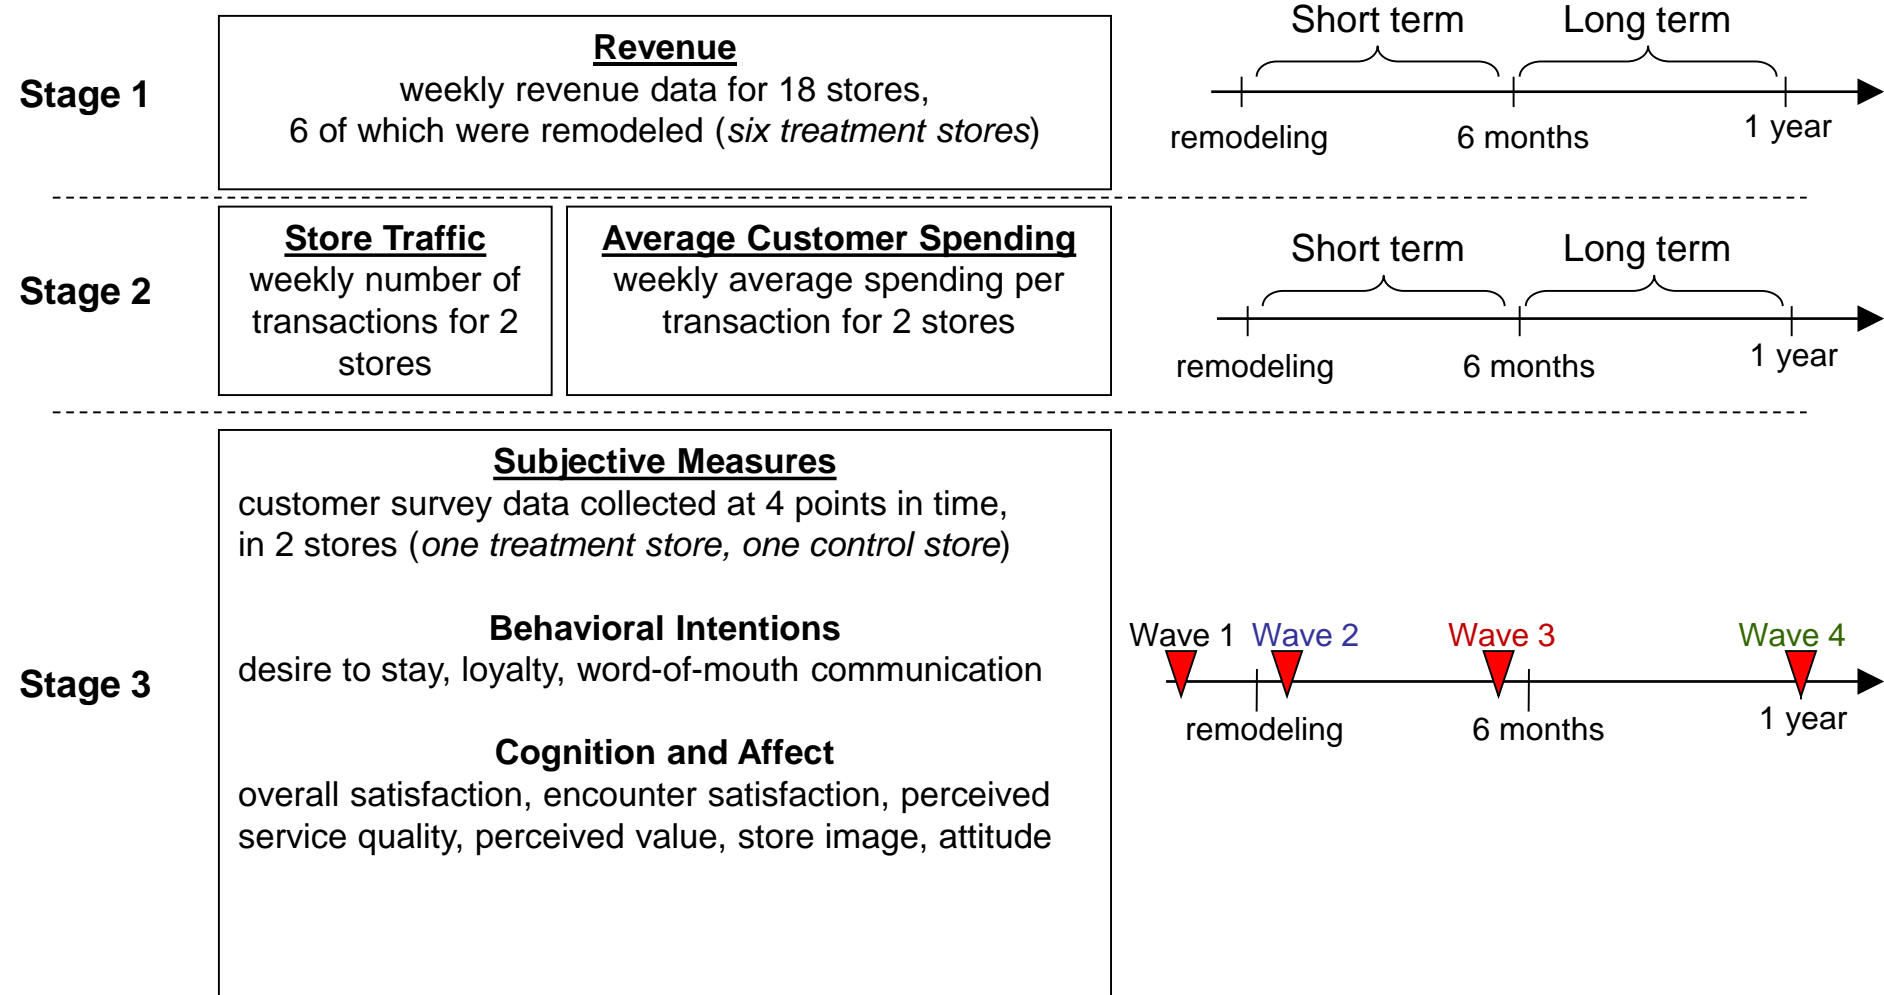 Stage 1
Revenue
weekly revenue data for 18 stores,
6 of which were remodeled (six treatment stores)
Short term
Long term
remodeling
6 months
1 year
Stage 2
Store Traffic
weekly number of
transactions for 2
stores
Average Customer Spending
weekly average spending per
transaction for 2 stores
Short term
Long term
remodeling
6 months
1 year
Stage 3
Subjective Measures
customer survey data collected at 4 points in time,
in 2 stores (one treatment store, one control store)
Behavioral Intentions
desire to stay, loyalty, word-of-mouth communication
Cognition and Affect
overall satisfaction, encounter satisfaction, perceived
service quality, perceived value, store image, attitude
Wave 1
Wave 2
Wave 3
Wave 4
remodeling
6 months
1 year